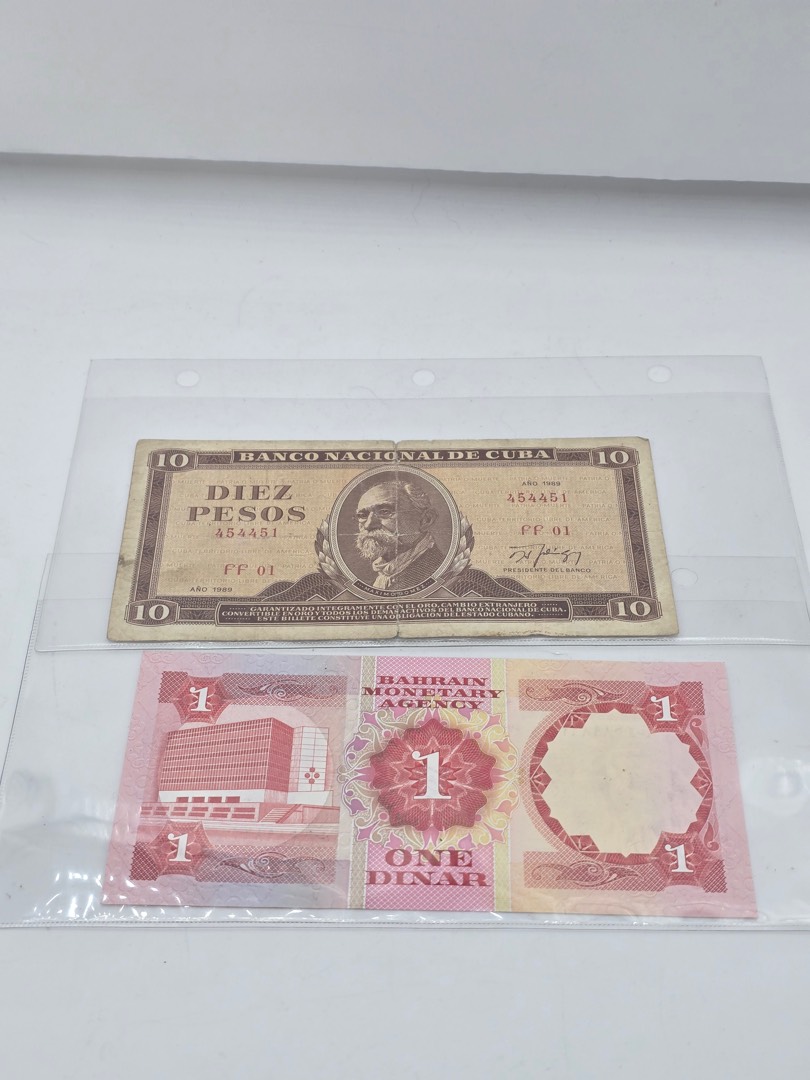 10 BANCO NACIONAL DE CUBA 10
DIEZ
PESOS
454451
FF 01
AÑO 1989
AÑO 1989
454451
FF 01
PRESIDENTE DEL BANCO
MAXIMO GOMEZ
10 GARANTIZADO INTEGRAMENTE CON EL ORO, CAMBIO EXTRANJERO 10
CONVERTIBLE EN ORO Y TODOS LOS DEMAS ACTIVOS DEL BANCO NACIONAL DE CUBA.
ESTE BILLETE CONSTITUYE UNA OBLIGACION DEL ESTADO CUBANO.
BAHRAIN
MONETARY
AGENCY
1 1
1
1 1
ONE
DINAR